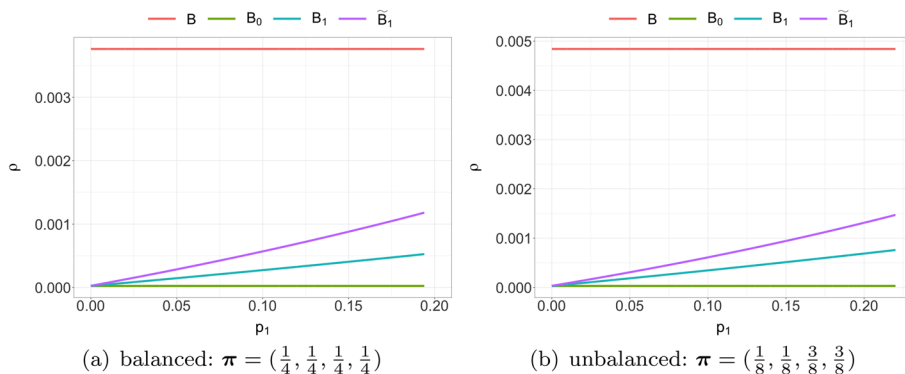 B B₀ B₁ B̃₁
0.003
0.002
0.001
0.000
ρ
0.00 0.05 0.10 0.15 0.20
p₁
(a) balanced: π = (1/4, 1/4, 1/4, 1/4)
B B₀ B₁ B̃₁
0.005
0.004
0.003
0.002
0.001
0.000
ρ
0.00 0.05 0.10 0.15 0.20
p₁
(b) unbalanced: π = (1/8, 1/8, 3/8, 3/8)